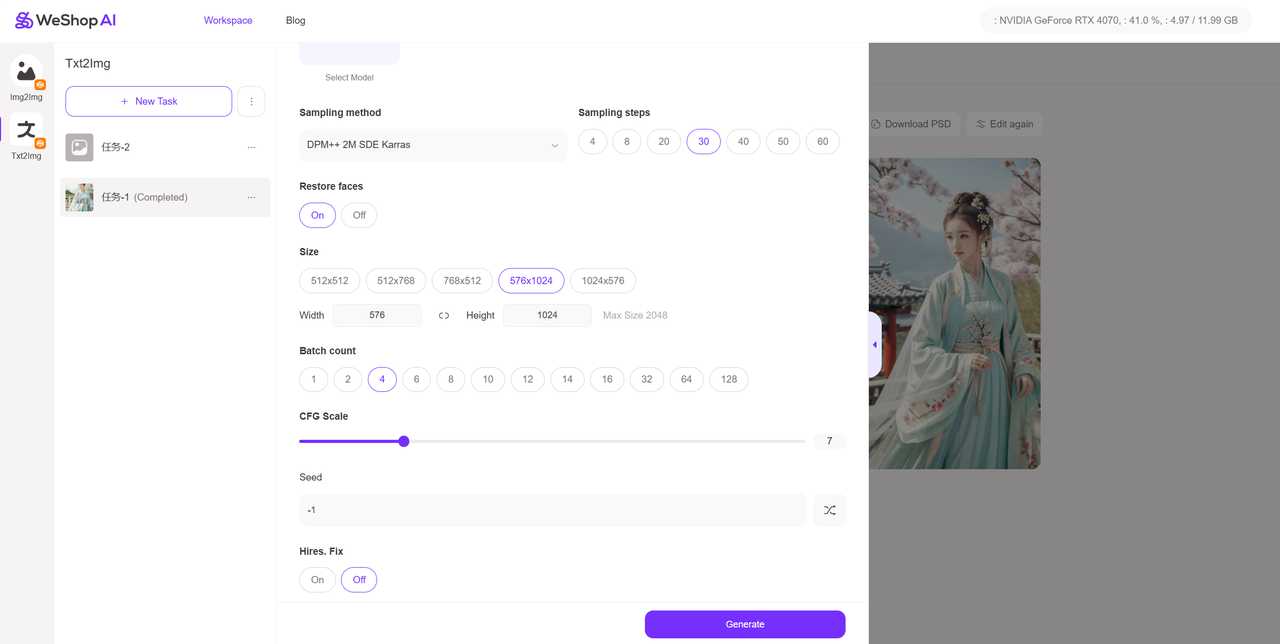 WeShop AI
Workspace
Blog
: NVIDIA GeForce RTX 4070, : 41.0 %, : 4.97 / 11.99 GB
Img2Img
文
Txt2Img
Txt2Img
+ New Task
任务-2
任务-1 (Completed)
Select Model
Sampling method
DPM++ 2M SDE Karras
Sampling steps
4 8 20 30 40 50 60
Restore faces
On Off
Size
512x512 512x768 768x512 576x1024 1024x576
Width 576 Height 1024 Max Size 2048
Batch count
1 2 4 6 8 10 12 14 16 32 64 128
CFG Scale
7
Seed
-1
Hires. Fix
On Off
Generate
Download PSD
Edit again